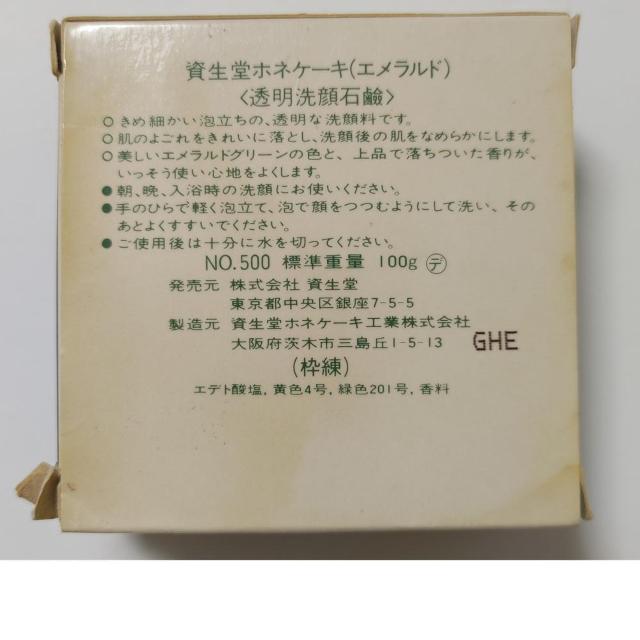 資生堂ホネケーキ(エメラルド)
〈透明洗顔石鹼〉
○きめ細かい泡立ちの、透明な洗顔料です。
○肌のよごれをきれいに落とし、洗顔後の肌をなめらかにします。
○美しいエメラルドグリーンの色と、上品で落ちついた香りが、
いっそう使い心地をよくします。
●朝、晩、入浴時の洗顔にお使いください。
●手のひらで軽く泡立て、泡で顔をつつむようにして洗い、その
あとよくすすいでください。
●ご使用後は十分に水を切ってください。
NO.500 標準重量 100g ㋢
発売元 株式会社 資生堂
東京都中央区銀座7-5-5
製造元 資生堂ホネケーキ工業株式会社
大阪府茨木市三島丘1-5-13 GHE
(枠練)
エデト酸塩, 黄色4号, 緑色201号, 香料